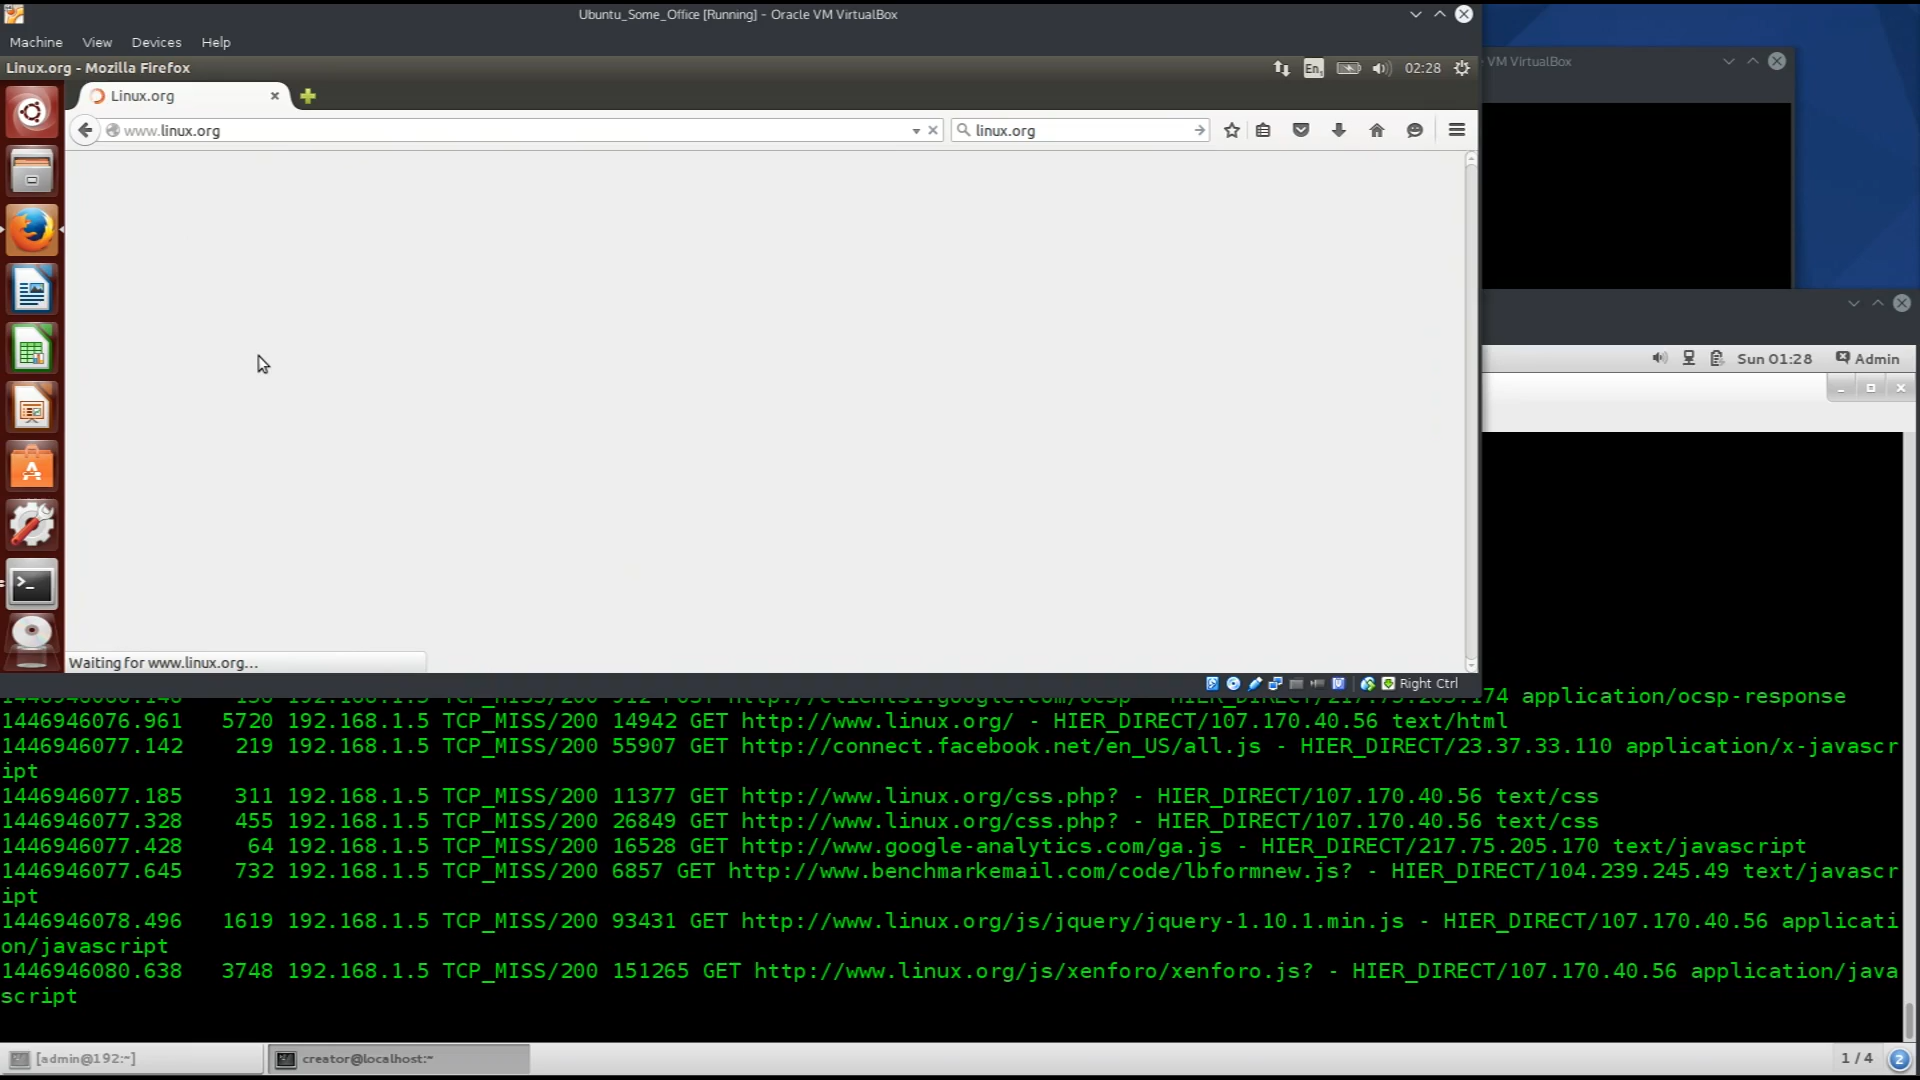 Ubuntu_Some_Office [Running] - Oracle VM VirtualBox
Machine View Devices Help
VM VirtualBox
Linux.org - Mozilla Firefox
En
02:28
Linux.org
www.linux.org
linux.org
Sun 01:28 Admin
Waiting for www.linux.org...
Right Ctrl
174 application/ocsp-response
1446946076.961 5720 192.168.1.5 TCP_MISS/200 14942 GET http://www.linux.org/ - HIER_DIRECT/107.170.40.56 text/html
1446946077.142 219 192.168.1.5 TCP_MISS/200 55907 GET http://connect.facebook.net/en_US/all.js - HIER_DIRECT/23.37.33.110 application/x-javascr
ipt
1446946077.185 311 192.168.1.5 TCP_MISS/200 11377 GET http://www.linux.org/css.php? - HIER_DIRECT/107.170.40.56 text/css
1446946077.328 455 192.168.1.5 TCP_MISS/200 26849 GET http://www.linux.org/css.php? - HIER_DIRECT/107.170.40.56 text/css
1446946077.428 64 192.168.1.5 TCP_MISS/200 16528 GET http://www.google-analytics.com/ga.js - HIER_DIRECT/217.75.205.170 text/javascript
1446946077.645 732 192.168.1.5 TCP_MISS/200 6857 GET http://www.benchmarkemail.com/code/lbformnew.js? - HIER_DIRECT/104.239.245.49 text/javascr
ipt
1446946078.496 1619 192.168.1.5 TCP_MISS/200 93431 GET http://www.linux.org/js/jquery/jquery-1.10.1.min.js - HIER_DIRECT/107.170.40.56 applicati
on/javascript
1446946080.638 3748 192.168.1.5 TCP_MISS/200 151265 GET http://www.linux.org/js/xenforo/xenforo.js? - HIER_DIRECT/107.170.40.56 application/java
script
[admin@192:~]
creator@localhost:~
1 / 4
2